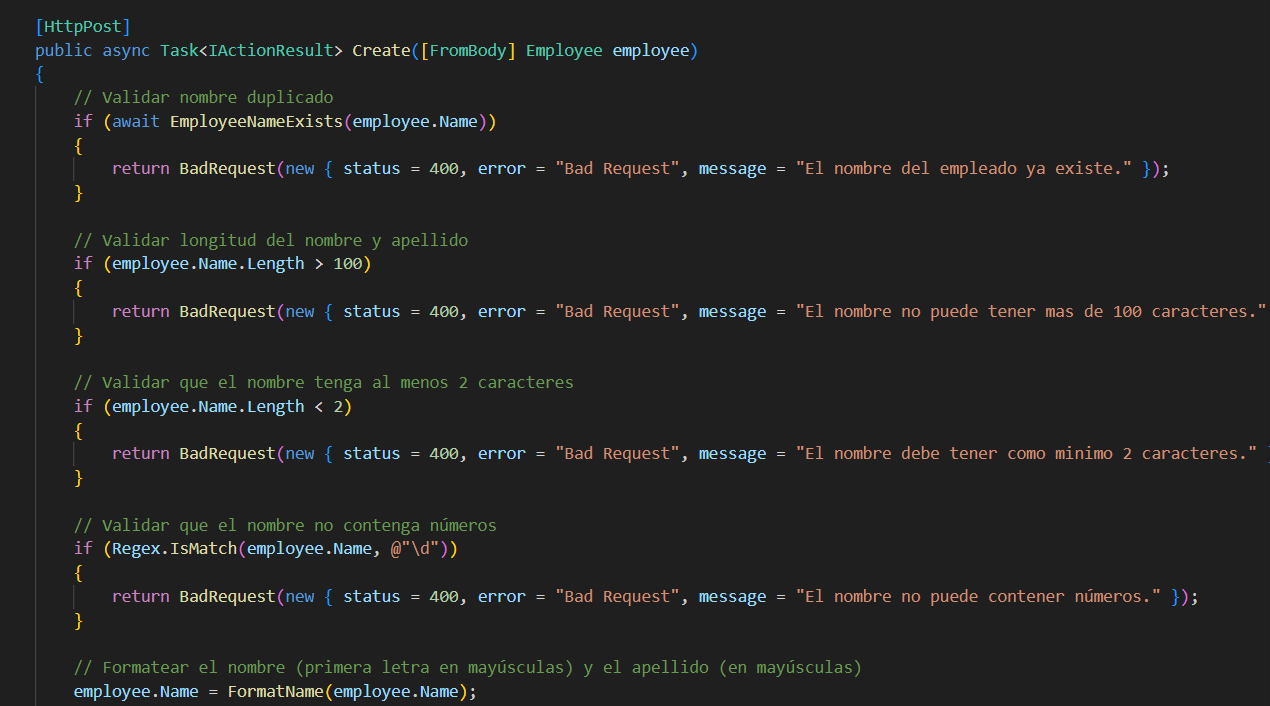 [HttpPost]
public async Task<IActionResult> Create([FromBody] Employee employee)
{
// Validar nombre duplicado
if (await EmployeeNameExists(employee.Name))
{
return BadRequest(new { status = 400, error = "Bad Request", message = "El nombre del empleado ya existe." });
}
// Validar longitud del nombre y apellido
if (employee.Name.Length > 100)
{
return BadRequest(new { status = 400, error = "Bad Request", message = "El nombre no puede tener mas de 100 caracteres."
}
// Validar que el nombre tenga al menos 2 caracteres
if (employee.Name.Length < 2)
{
return BadRequest(new { status = 400, error = "Bad Request", message = "El nombre debe tener como minimo 2 caracteres." }
}
// Validar que el nombre no contenga números
if (Regex.IsMatch(employee.Name, @"\d"))
{
return BadRequest(new { status = 400, error = "Bad Request", message = "El nombre no puede contener números." });
}
// Formatear el nombre (primera letra en mayúsculas) y el apellido (en mayúsculas)
employee.Name = FormatName(employee.Name);